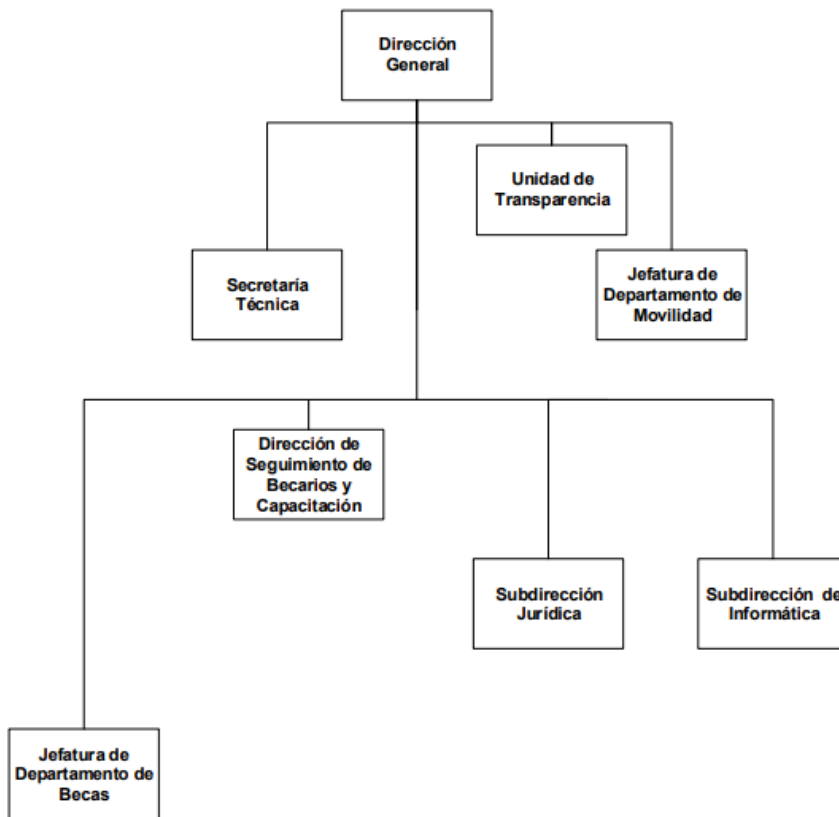 Dirección
General
Unidad de
Transparencia
Secretaría
Técnica
Jefatura de
Departamento de
Movilidad
Dirección de
Seguimiento de
Becarios y
Capacitación
Subdirección
Jurídica
Subdirección de
Informática
Jefatura de
Departamento de
Becas